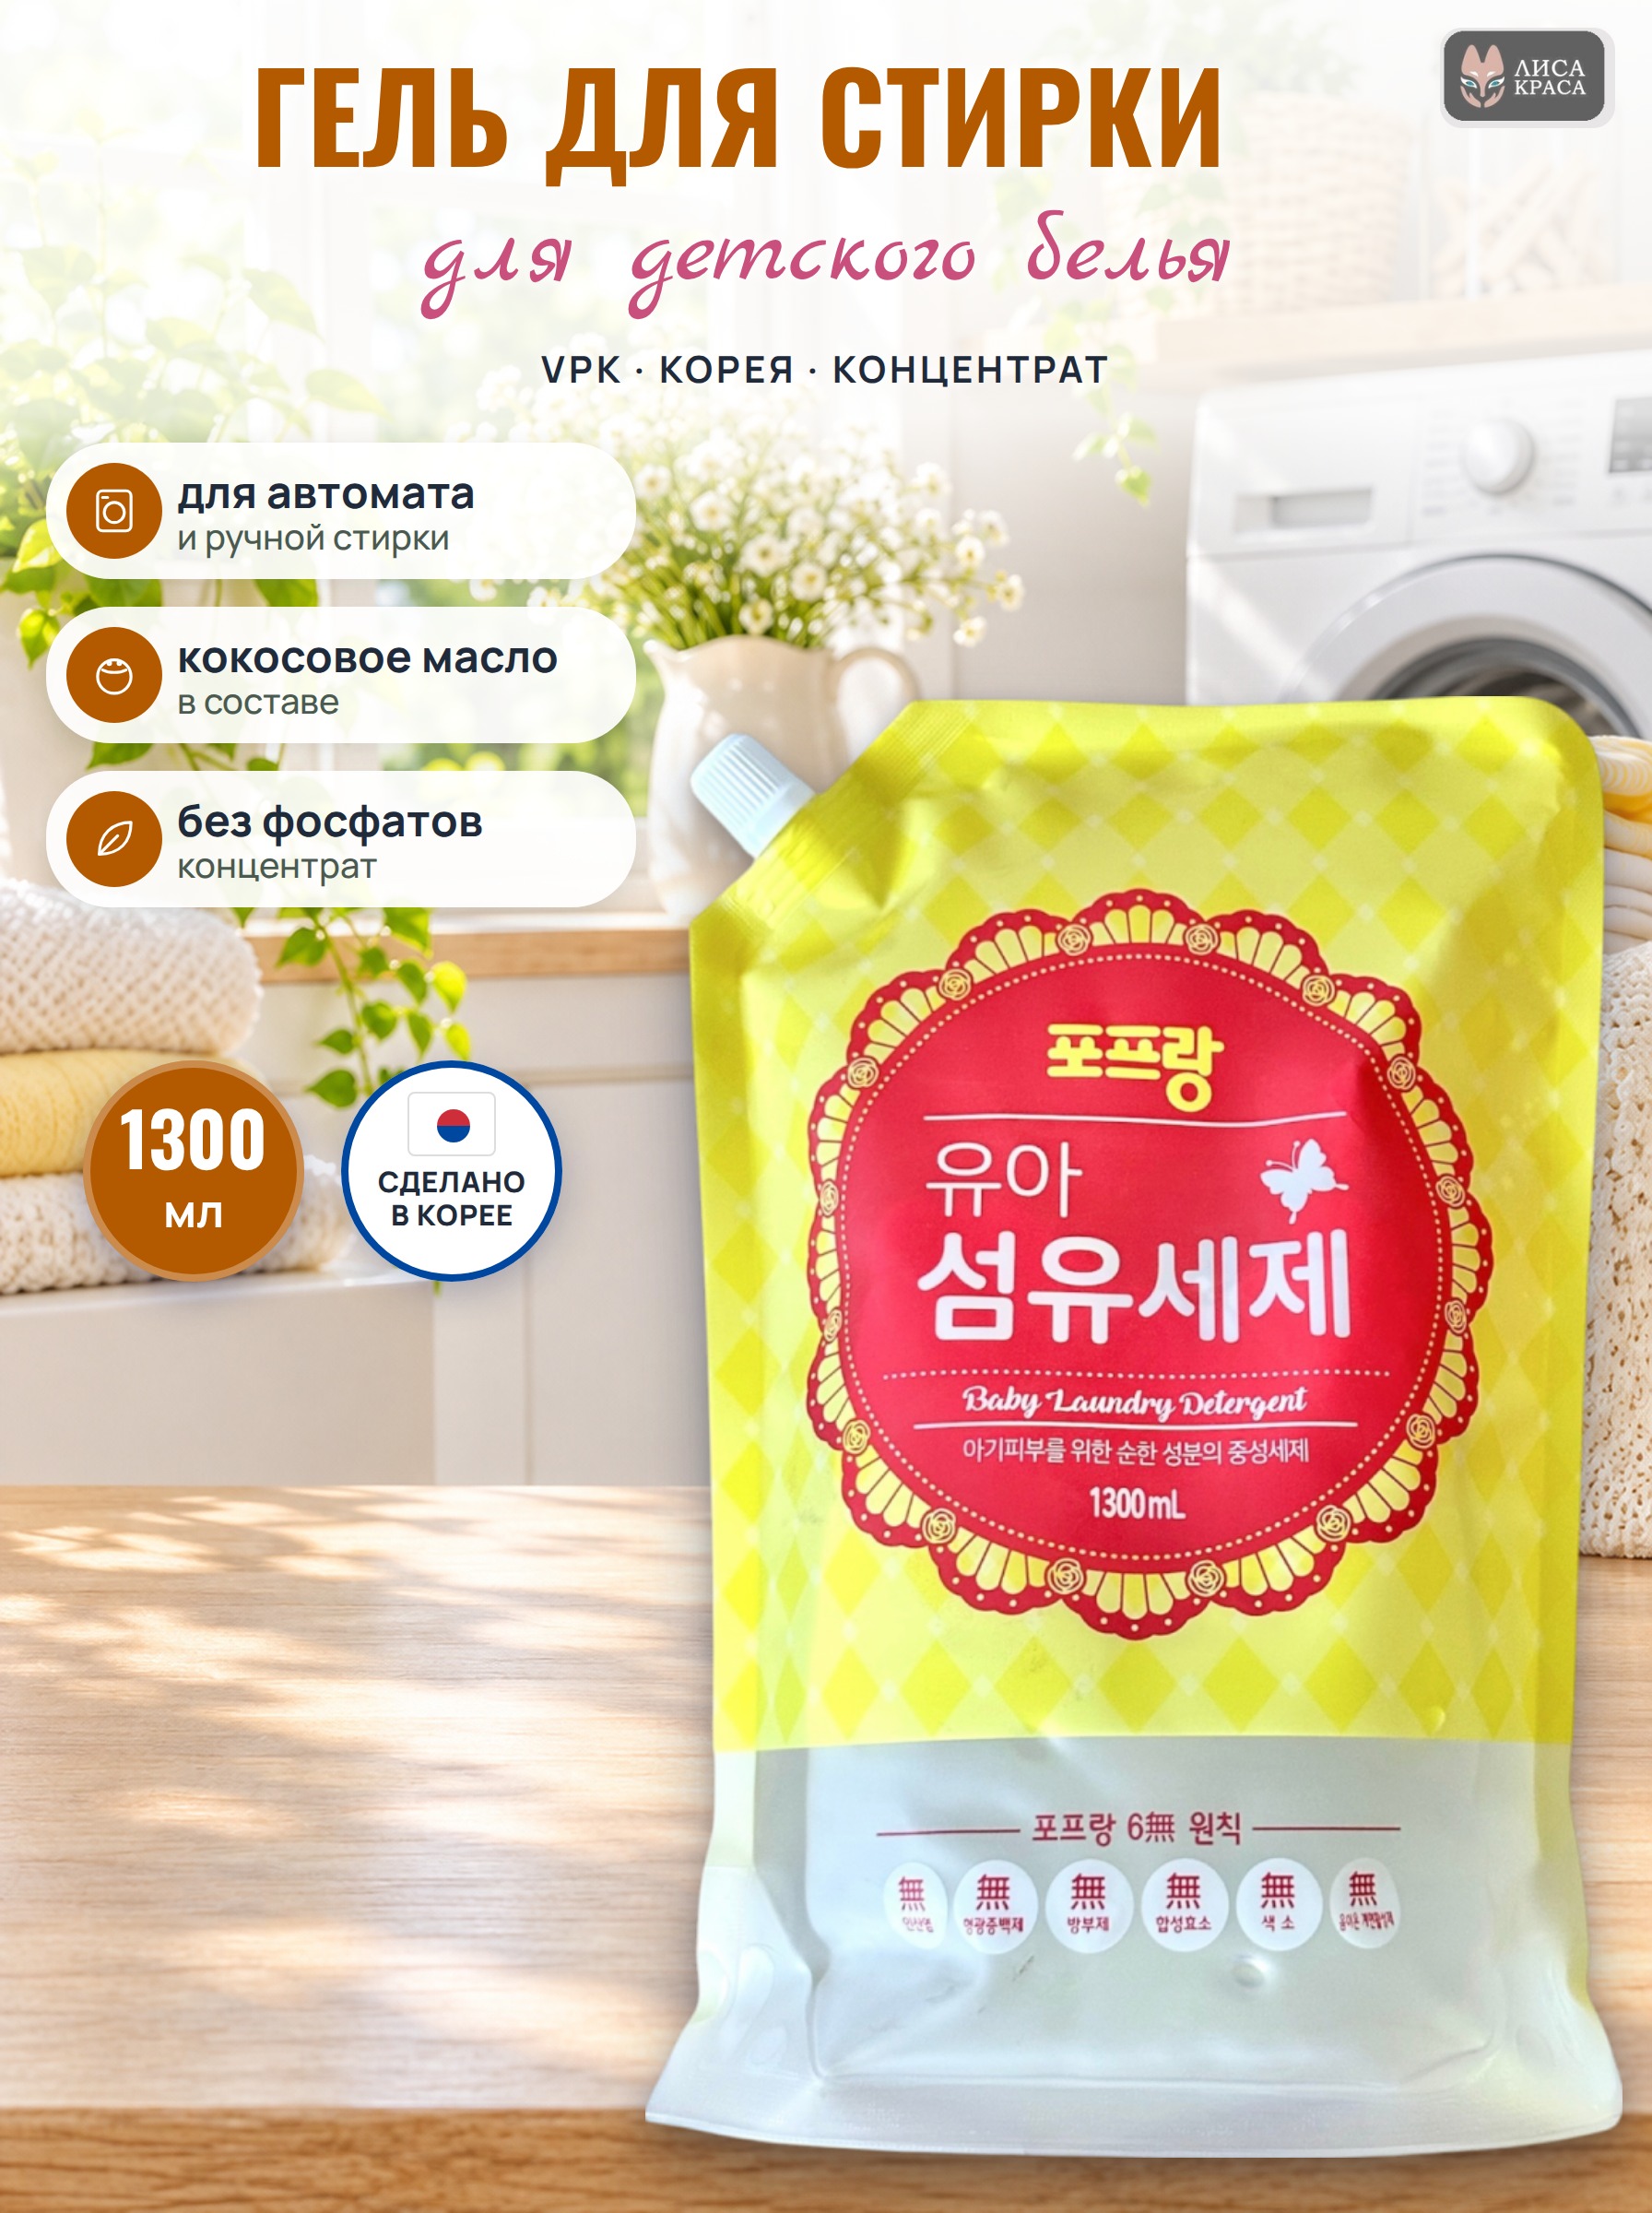 ГЕЛЬ ДЛЯ СТИРКИ
ЛИСА
КРАСА
для детского белья
VPK · КОРЕЯ · КОНЦЕНТРАТ
для автомата
и ручной стирки
кокосовое масло
в составе
без фосфатов
концентрат
1300
мл
СДЕЛАНО
В КОРЕЕ
포프랑
유아
섬유세제
Baby Laundry Detergent
아기피부를 위한 순한 성분의 중성세제
1300mL
포프랑 6無 원칙
無 無 無 無 無 無
인산염 형광증백제 방부제 합성효소 색 소